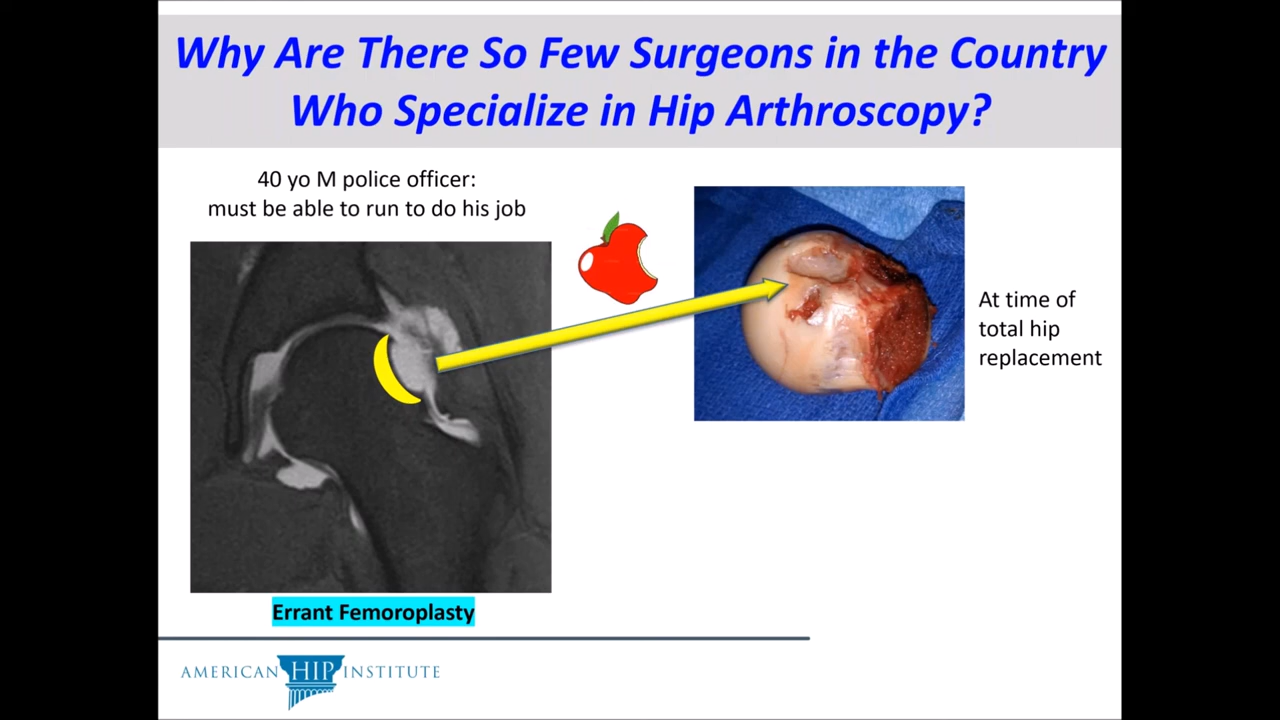 Why Are There So Few Surgeons in the Country
Who Specialize in Hip Arthroscopy?
40 yo M police officer:
must be able to run to do his job
At time of
total hip
replacement
Errant Femoroplasty
AMERICAN HIP INSTITUTE